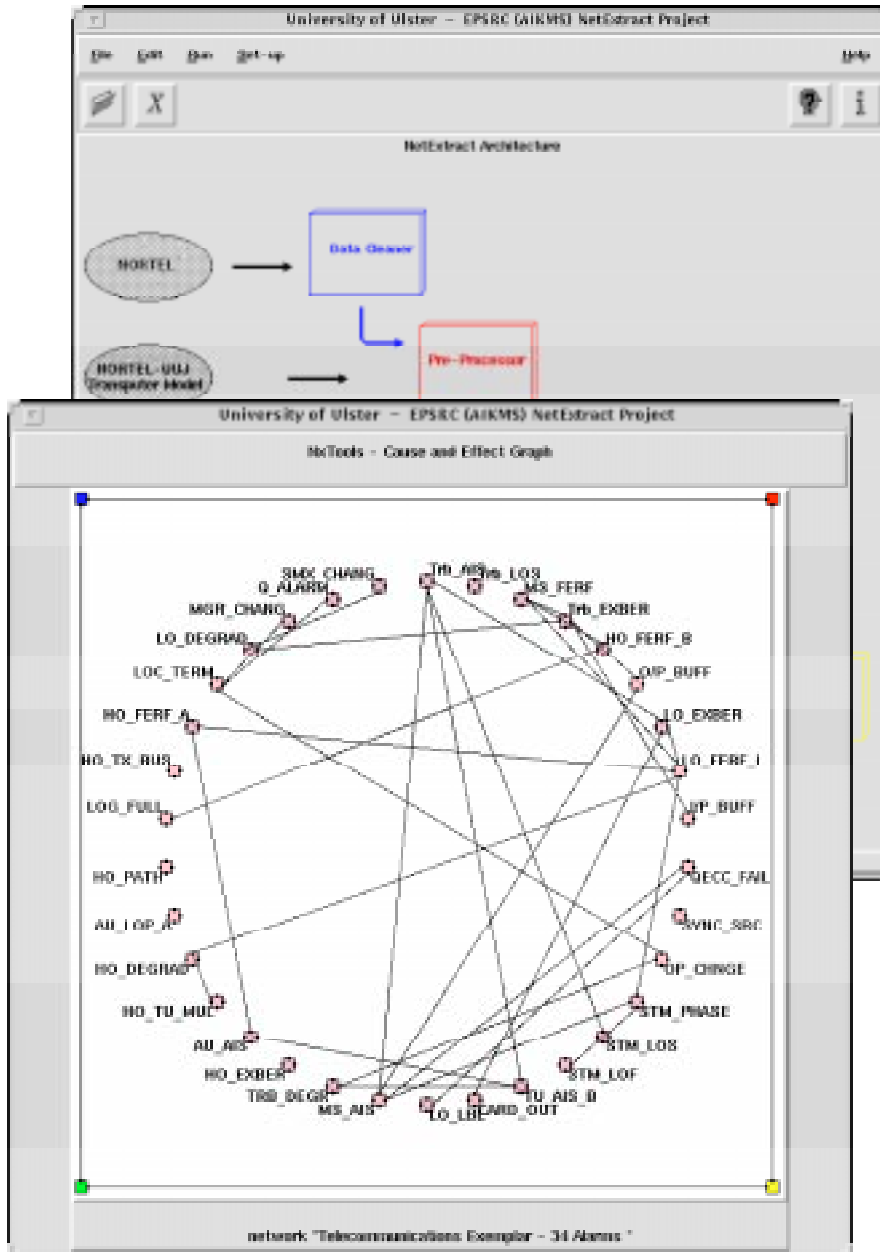 University of Ulster - EPSRC (AIKMS) NetExtract Project
File Edit Run Set-up Help
X i
NetExtract Architecture
NORTEL
Data Cleaner
NORTEL-UUJ
Transputer Model
Pre-Processor
University of Ulster - EPSRC (AIKMS) NetExtract Project
NxTools - Cause and Effect Graph
SMX_CHANG
Trb_AIS
Trb_LOS
Q_ALARM
MS_FERF
MGR_CHANG
Trb_EXBER
LO_DEGRAD
HO_FERF_B
LOC_TERM
O/P_BUFF
HO_FERF_A
LO_EXBER
HO_TX_BUS
LO_FERF_I
LOG_FULL
I/P_BUFF
HO_PATH
QECC_FAIL
AU_LOP_A
SYNC_SRC
HO_DEGRAD
OP_CHNGE
HO_TU_MUL
STM_PHASE
AU_AIS
STM_LOS
HO_EXBER
STM_LOF
TRB_DEGR
TU_AIS_B
MS_AIS
CARD_OUT
network "Telecommunications Exemplar - 34 Alarms "